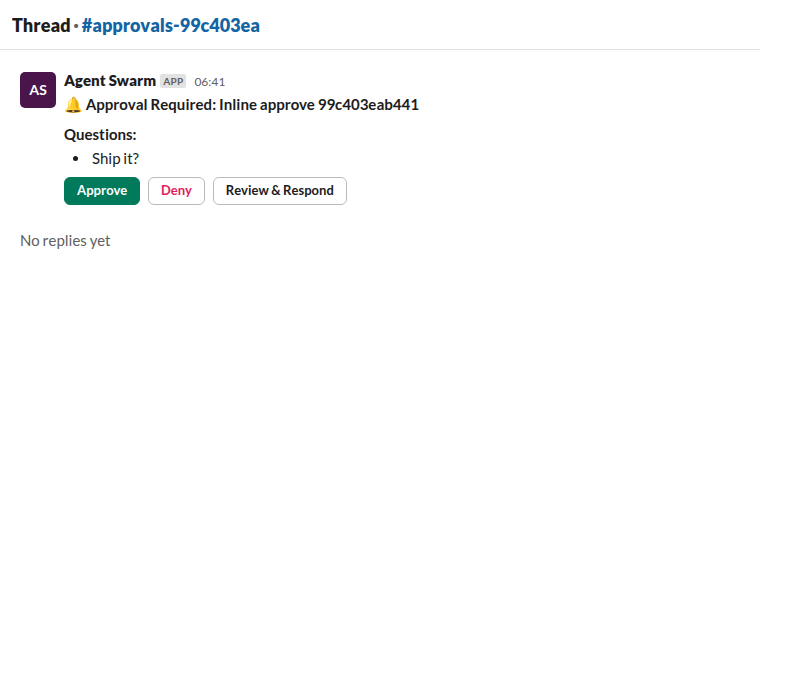 Thread • #approvals-99c403ea
AS
Agent Swarm APP 06:41
🔔 Approval Required: Inline approve 99c403eab441
Questions:
• Ship it?
Approve Deny Review & Respond
No replies yet